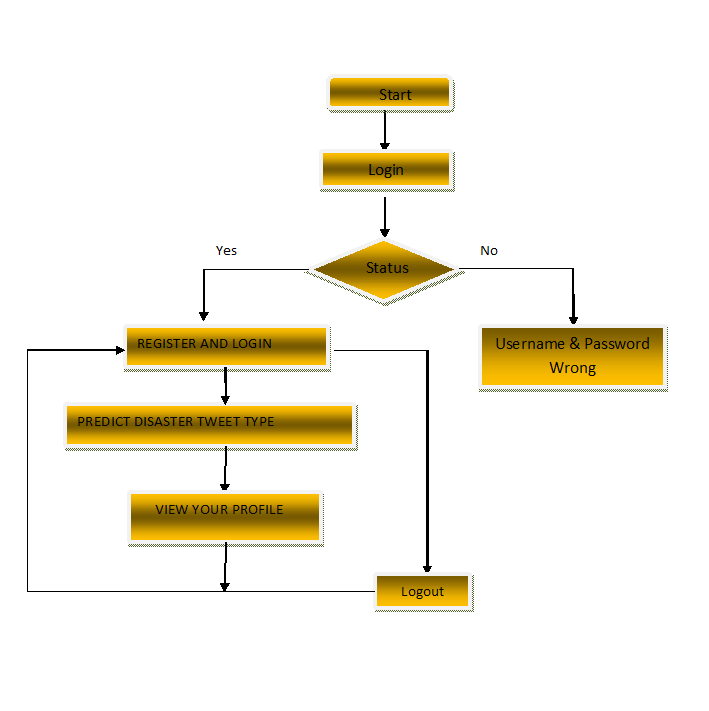 Start
Login
Status
Yes
No
REGISTER AND LOGIN
Username & Password
Wrong
PREDICT DISASTER TWEET TYPE
VIEW YOUR PROFILE
Logout